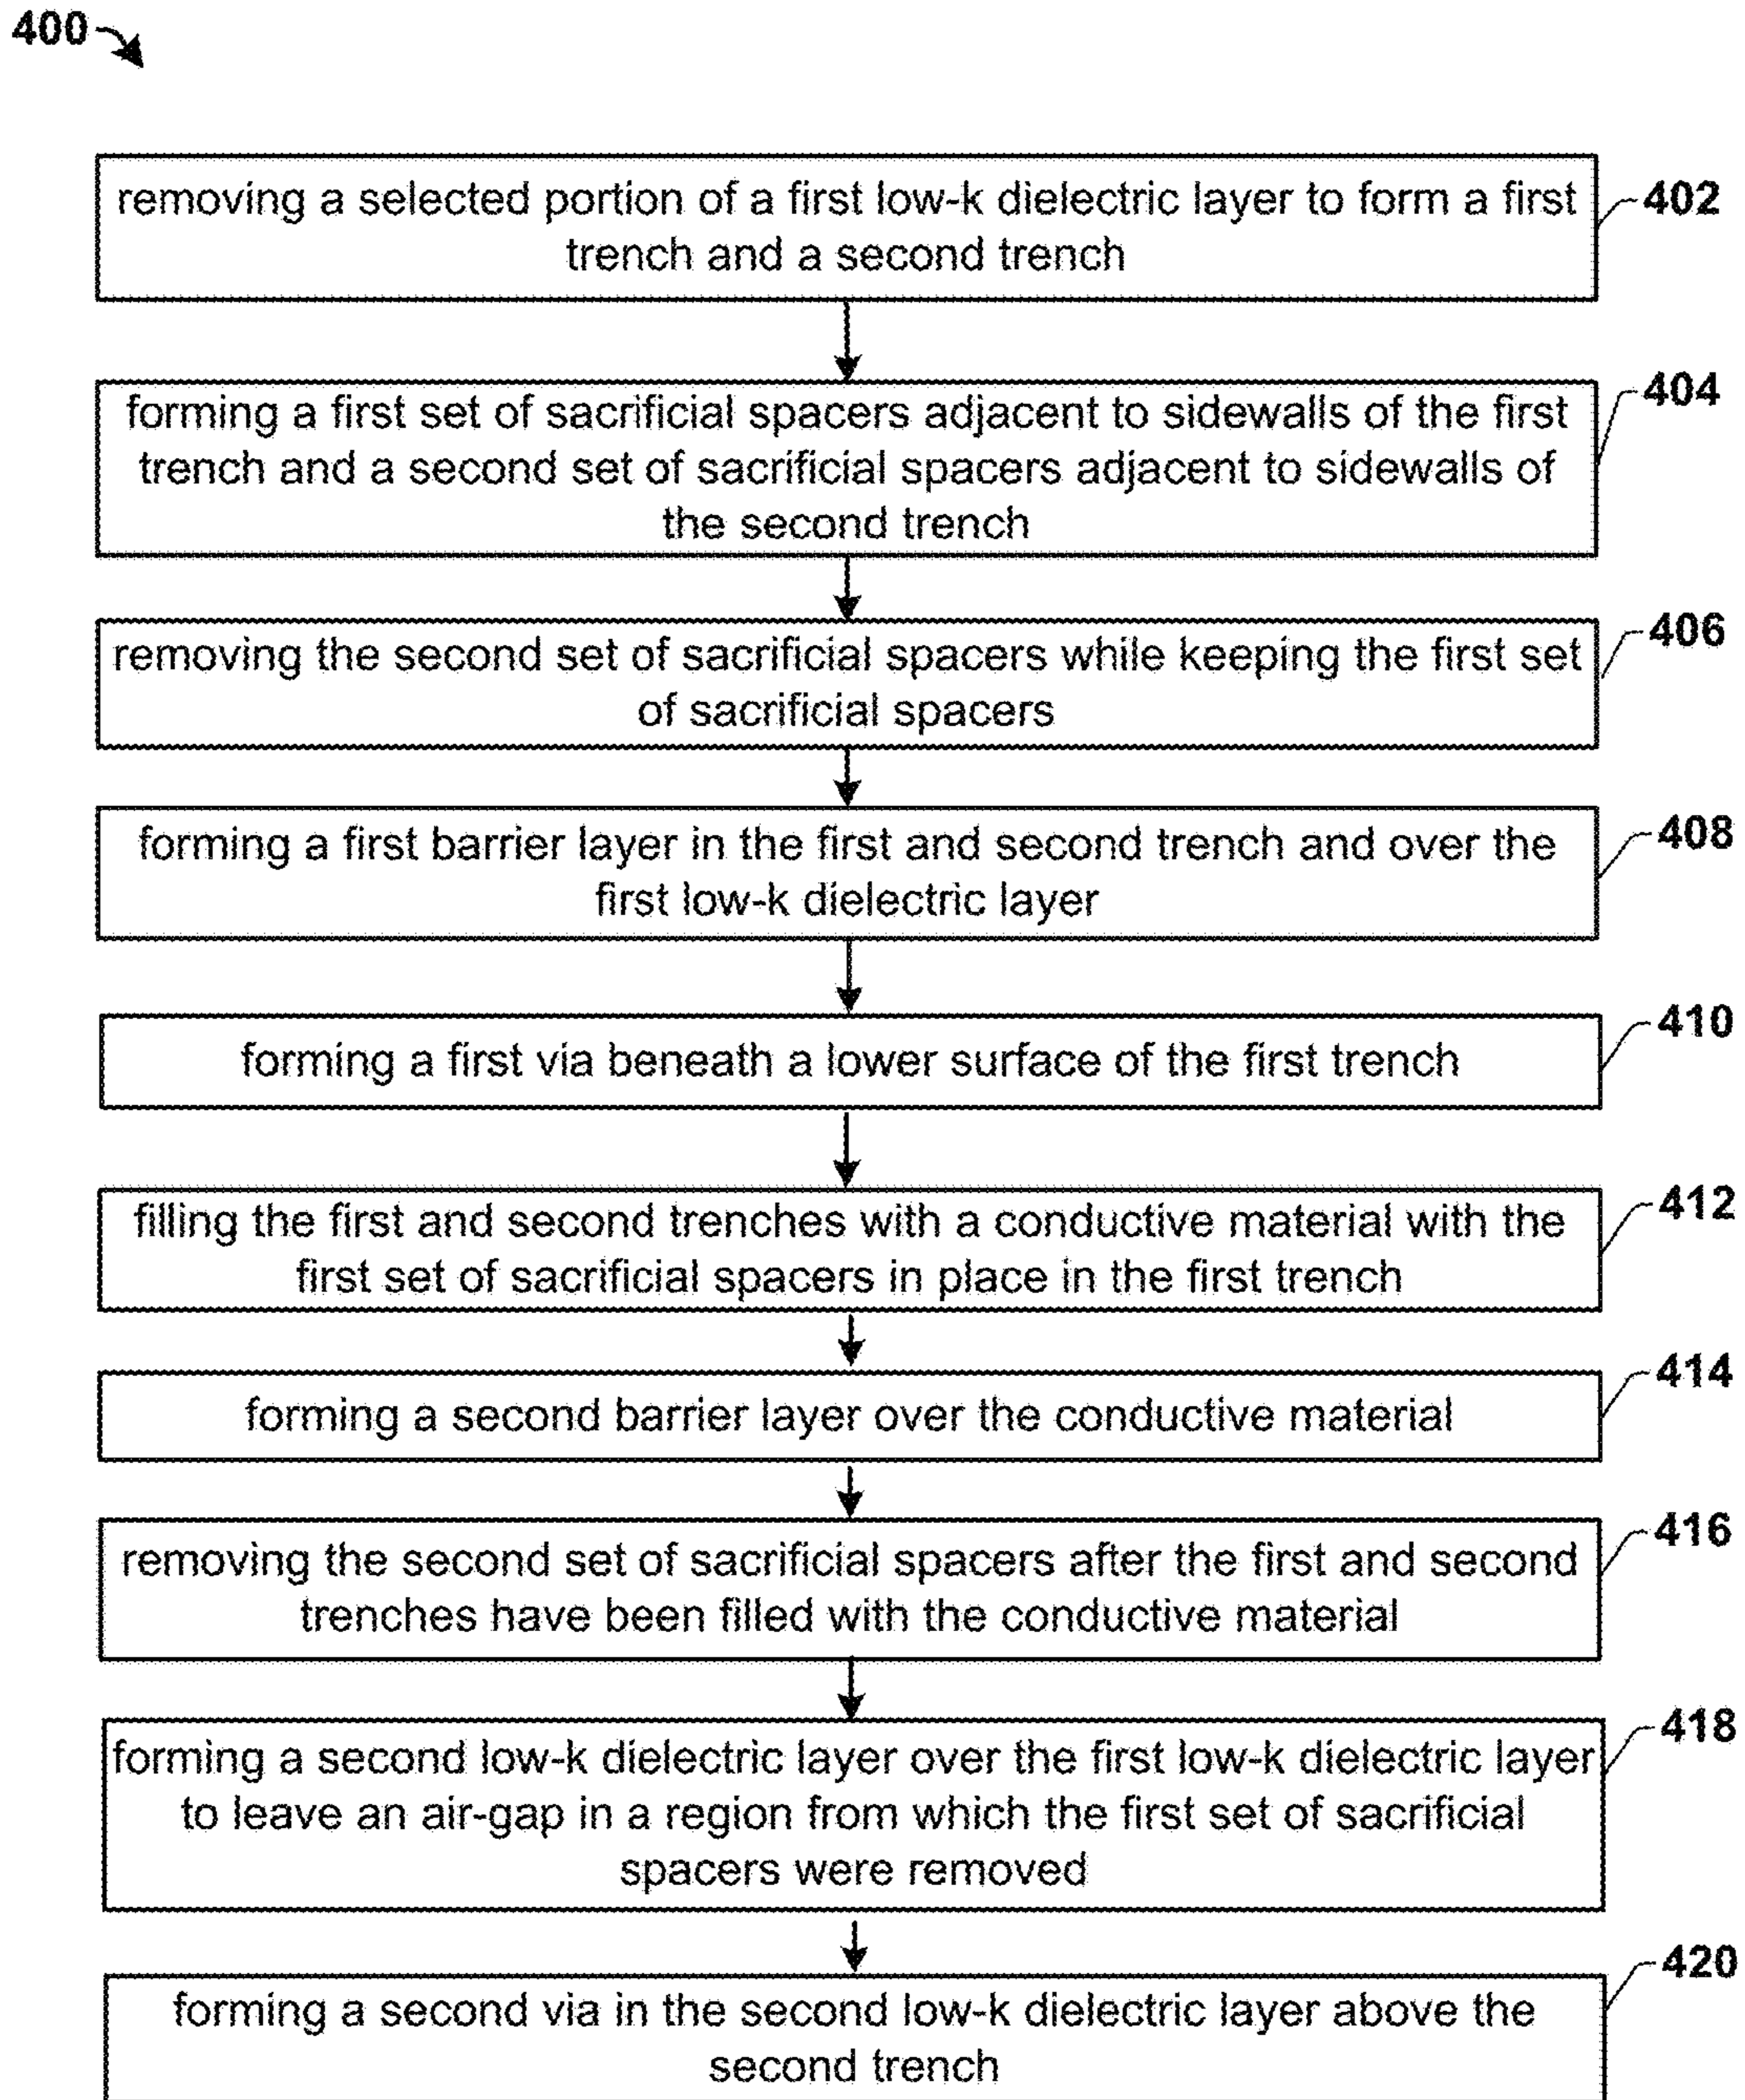 400
removing a selected portion of a first low-k dielectric layer to form a first
trench and a second trench
402
forming a first set of sacrificial spacers adjacent to sidewalls of the first
trench and a second set of sacrificial spacers adjacent to sidewalls of
the second trench
404
removing the second set of sacrificial spacers while keeping the first set
of sacrificial spacers
406
forming a first barrier layer in the first and second trench and over the
first low-k dielectric layer
408
forming a first via beneath a lower surface of the first trench
410
filling the first and second trenches with a conductive material with the
first set of sacrificial spacers in place in the first trench
412
forming a second barrier layer over the conductive material
414
removing the second set of sacrificial spacers after the first and second
trenches have been filled with the conductive material
416
forming a second low-k dielectric layer over the first low-k dielectric layer
to leave an air-gap in a region from which the first set of sacrificial
spacers were removed
418
forming a second via in the second low-k dielectric layer above the
second trench
420